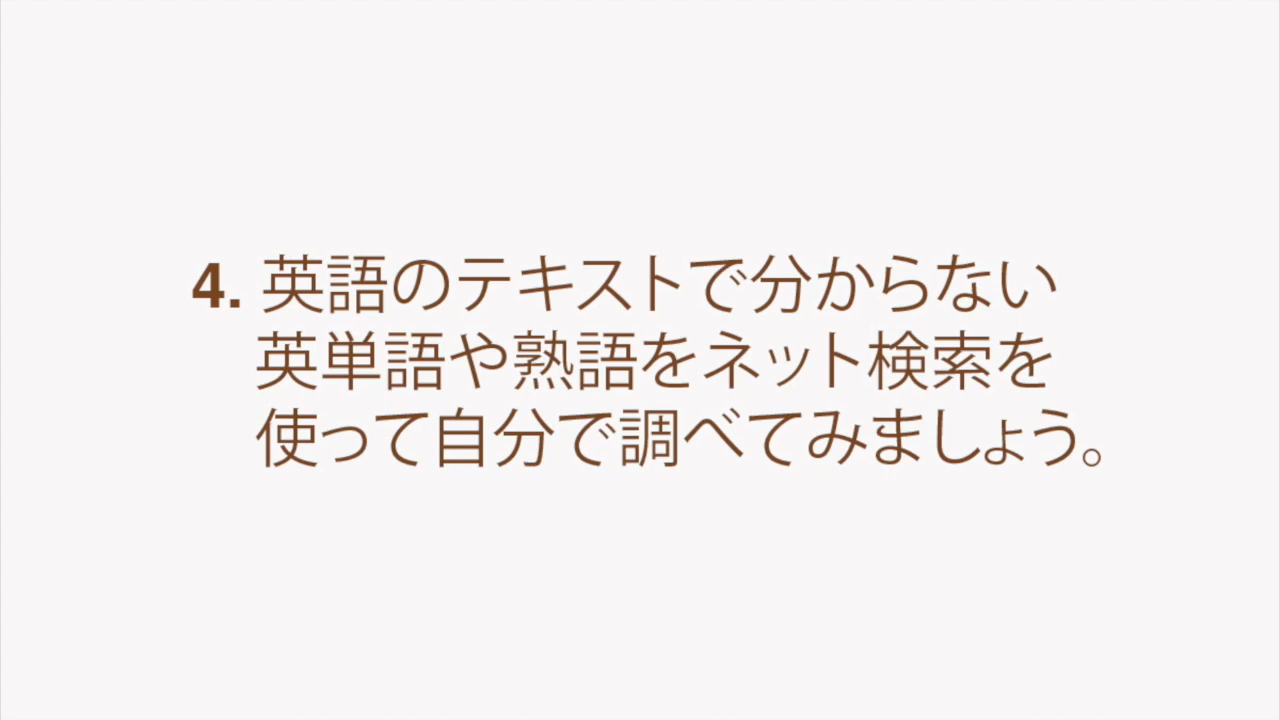 4. 英語のテキストで分からない
英単語や熟語をネット検索を
使って自分で調べてみましょう。